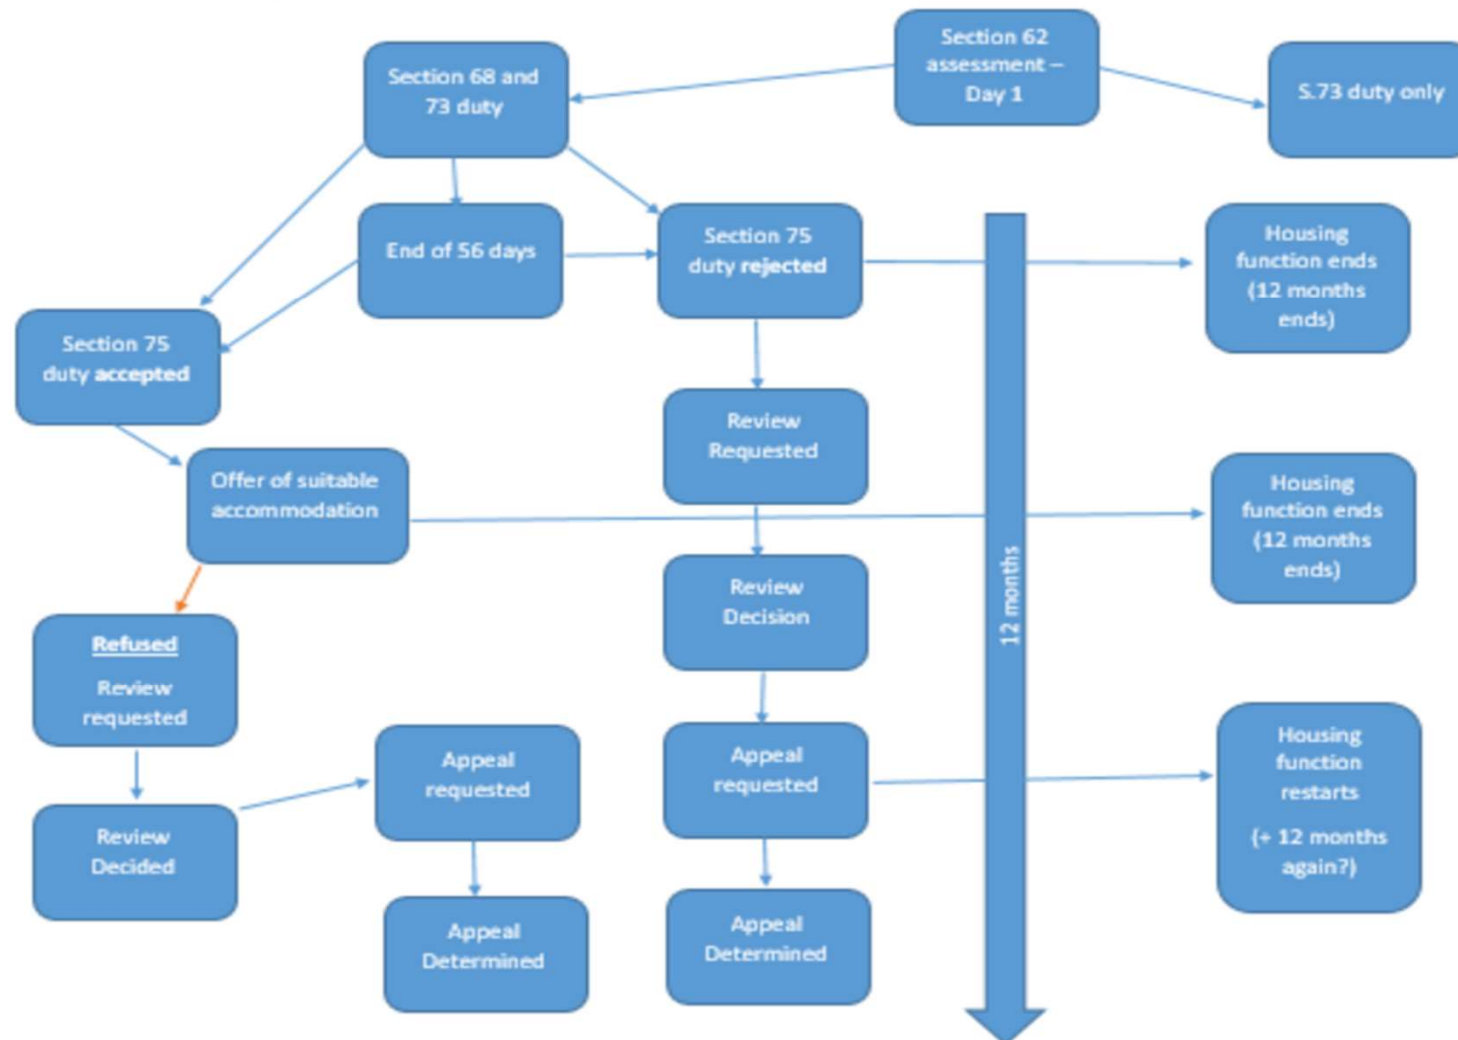 Section 62
assessment –
Day 1
Section 68 and
73 duty
S.73 duty only
End of 56 days
Section 75
duty rejected
Housing
function ends
(12 months
ends)
Section 75
duty accepted
Review
Requested
Offer of suitable
accommodation
Housing
function ends
(12 months
ends)
Review
Decision
12 months
Refused
Review
requested
Appeal
requested
Appeal
requested
Housing
function
restarts
(+ 12 months
again?)
Review
Decided
Appeal
Determined
Appeal
Determined